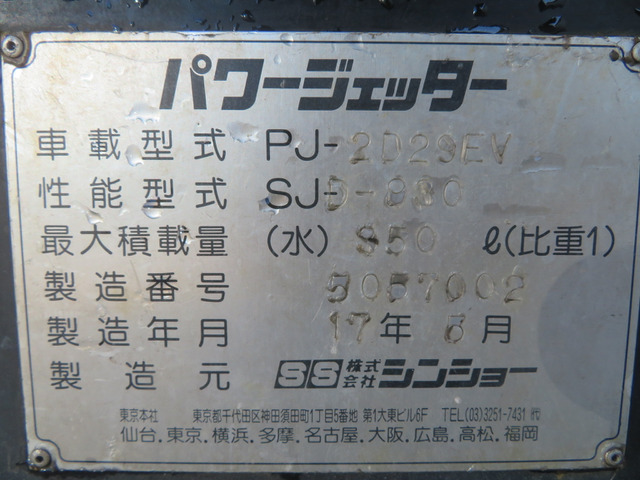 パワージェッター
車載型式 PJ-2D29EV
性能型式 SJD-880
最大積載量 (水) 850 ℓ(比重1)
製造番号 5057002
製造年月 17年 5月
製造元 SS 株式会社 シンショー
東京本社 東京都千代田区神田須田町1丁目5番地 第1大東ビル6F TEL(03)3251-7431 代
仙台.東京.横浜.多摩.名古屋.大阪.広島.高松.福岡